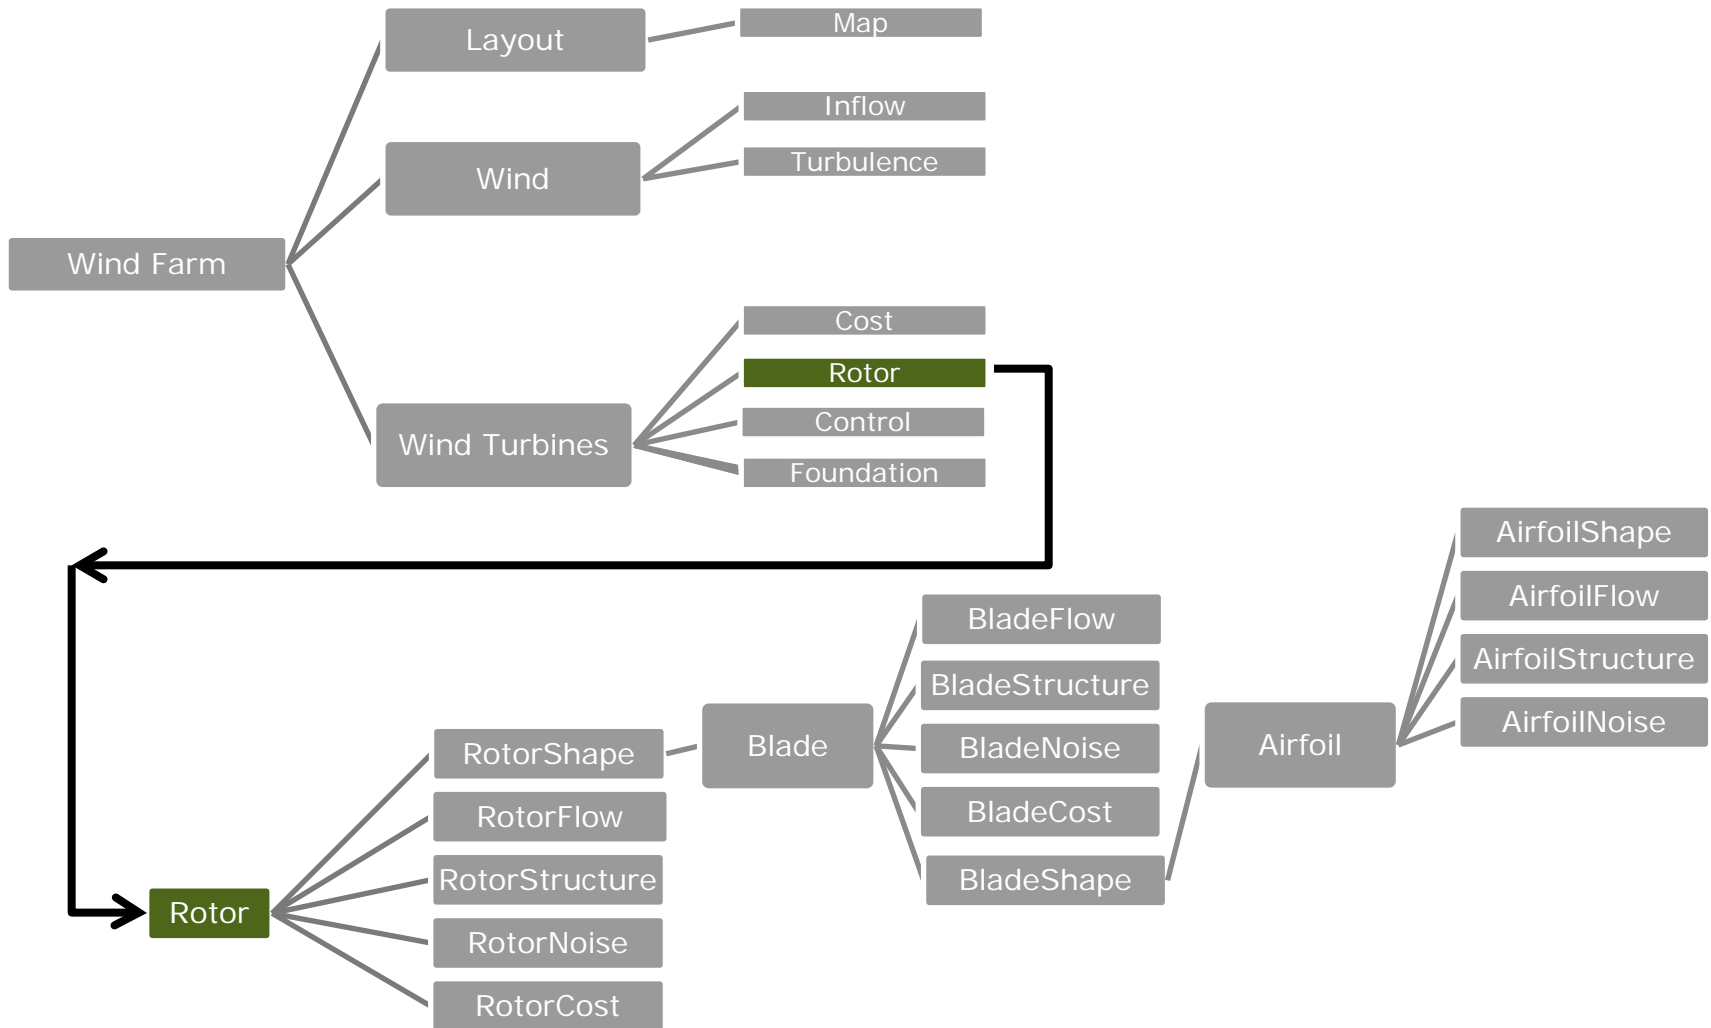 Layout
Map
Inflow
Wind
Turbulence
Wind Farm
Cost
Rotor
Control
Wind Turbines
Foundation
AirfoilShape
AirfoilFlow
AirfoilStructure
AirfoilNoise
BladeFlow
BladeStructure
BladeNoise
BladeCost
BladeShape
Blade
Airfoil
RotorShape
RotorFlow
RotorStructure
RotorNoise
RotorCost
Rotor